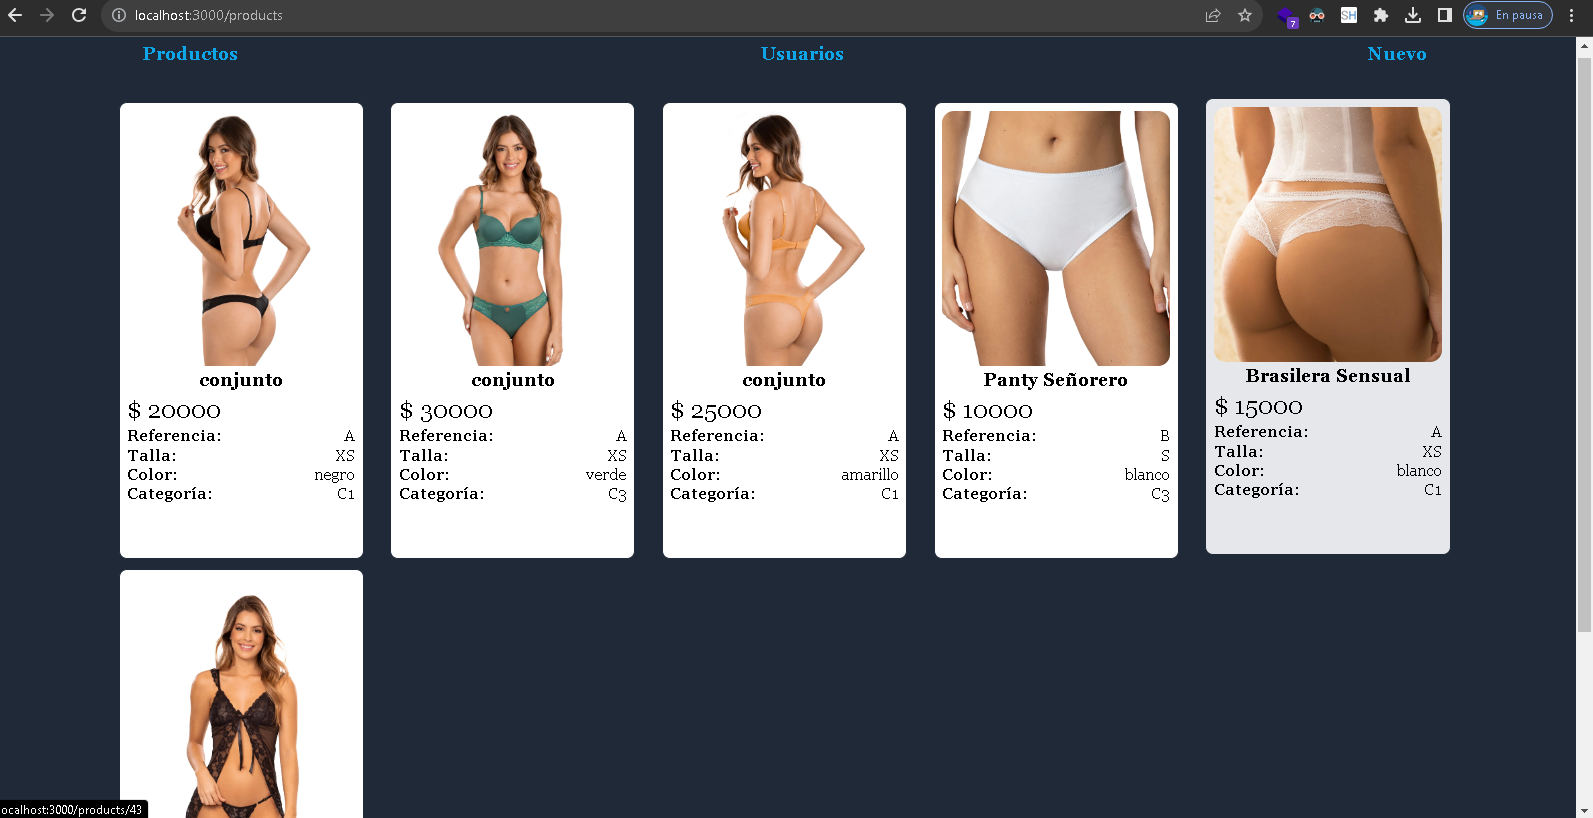 localhost:3000/products
7
SH
En pausa
Productos Usuarios Nuevo
conjunto
$ 20000
Referencia: A
Talla: XS
Color: negro
Categoría: C1
conjunto
$ 30000
Referencia: A
Talla: XS
Color: verde
Categoría: C3
conjunto
$ 25000
Referencia: A
Talla: XS
Color: amarillo
Categoría: C1
Panty Señorero
$ 10000
Referencia: B
Talla: S
Color: blanco
Categoría: C3
Brasilera Sensual
$ 15000
Referencia: A
Talla: XS
Color: blanco
Categoría: C1
ocalhost:3000/products/43